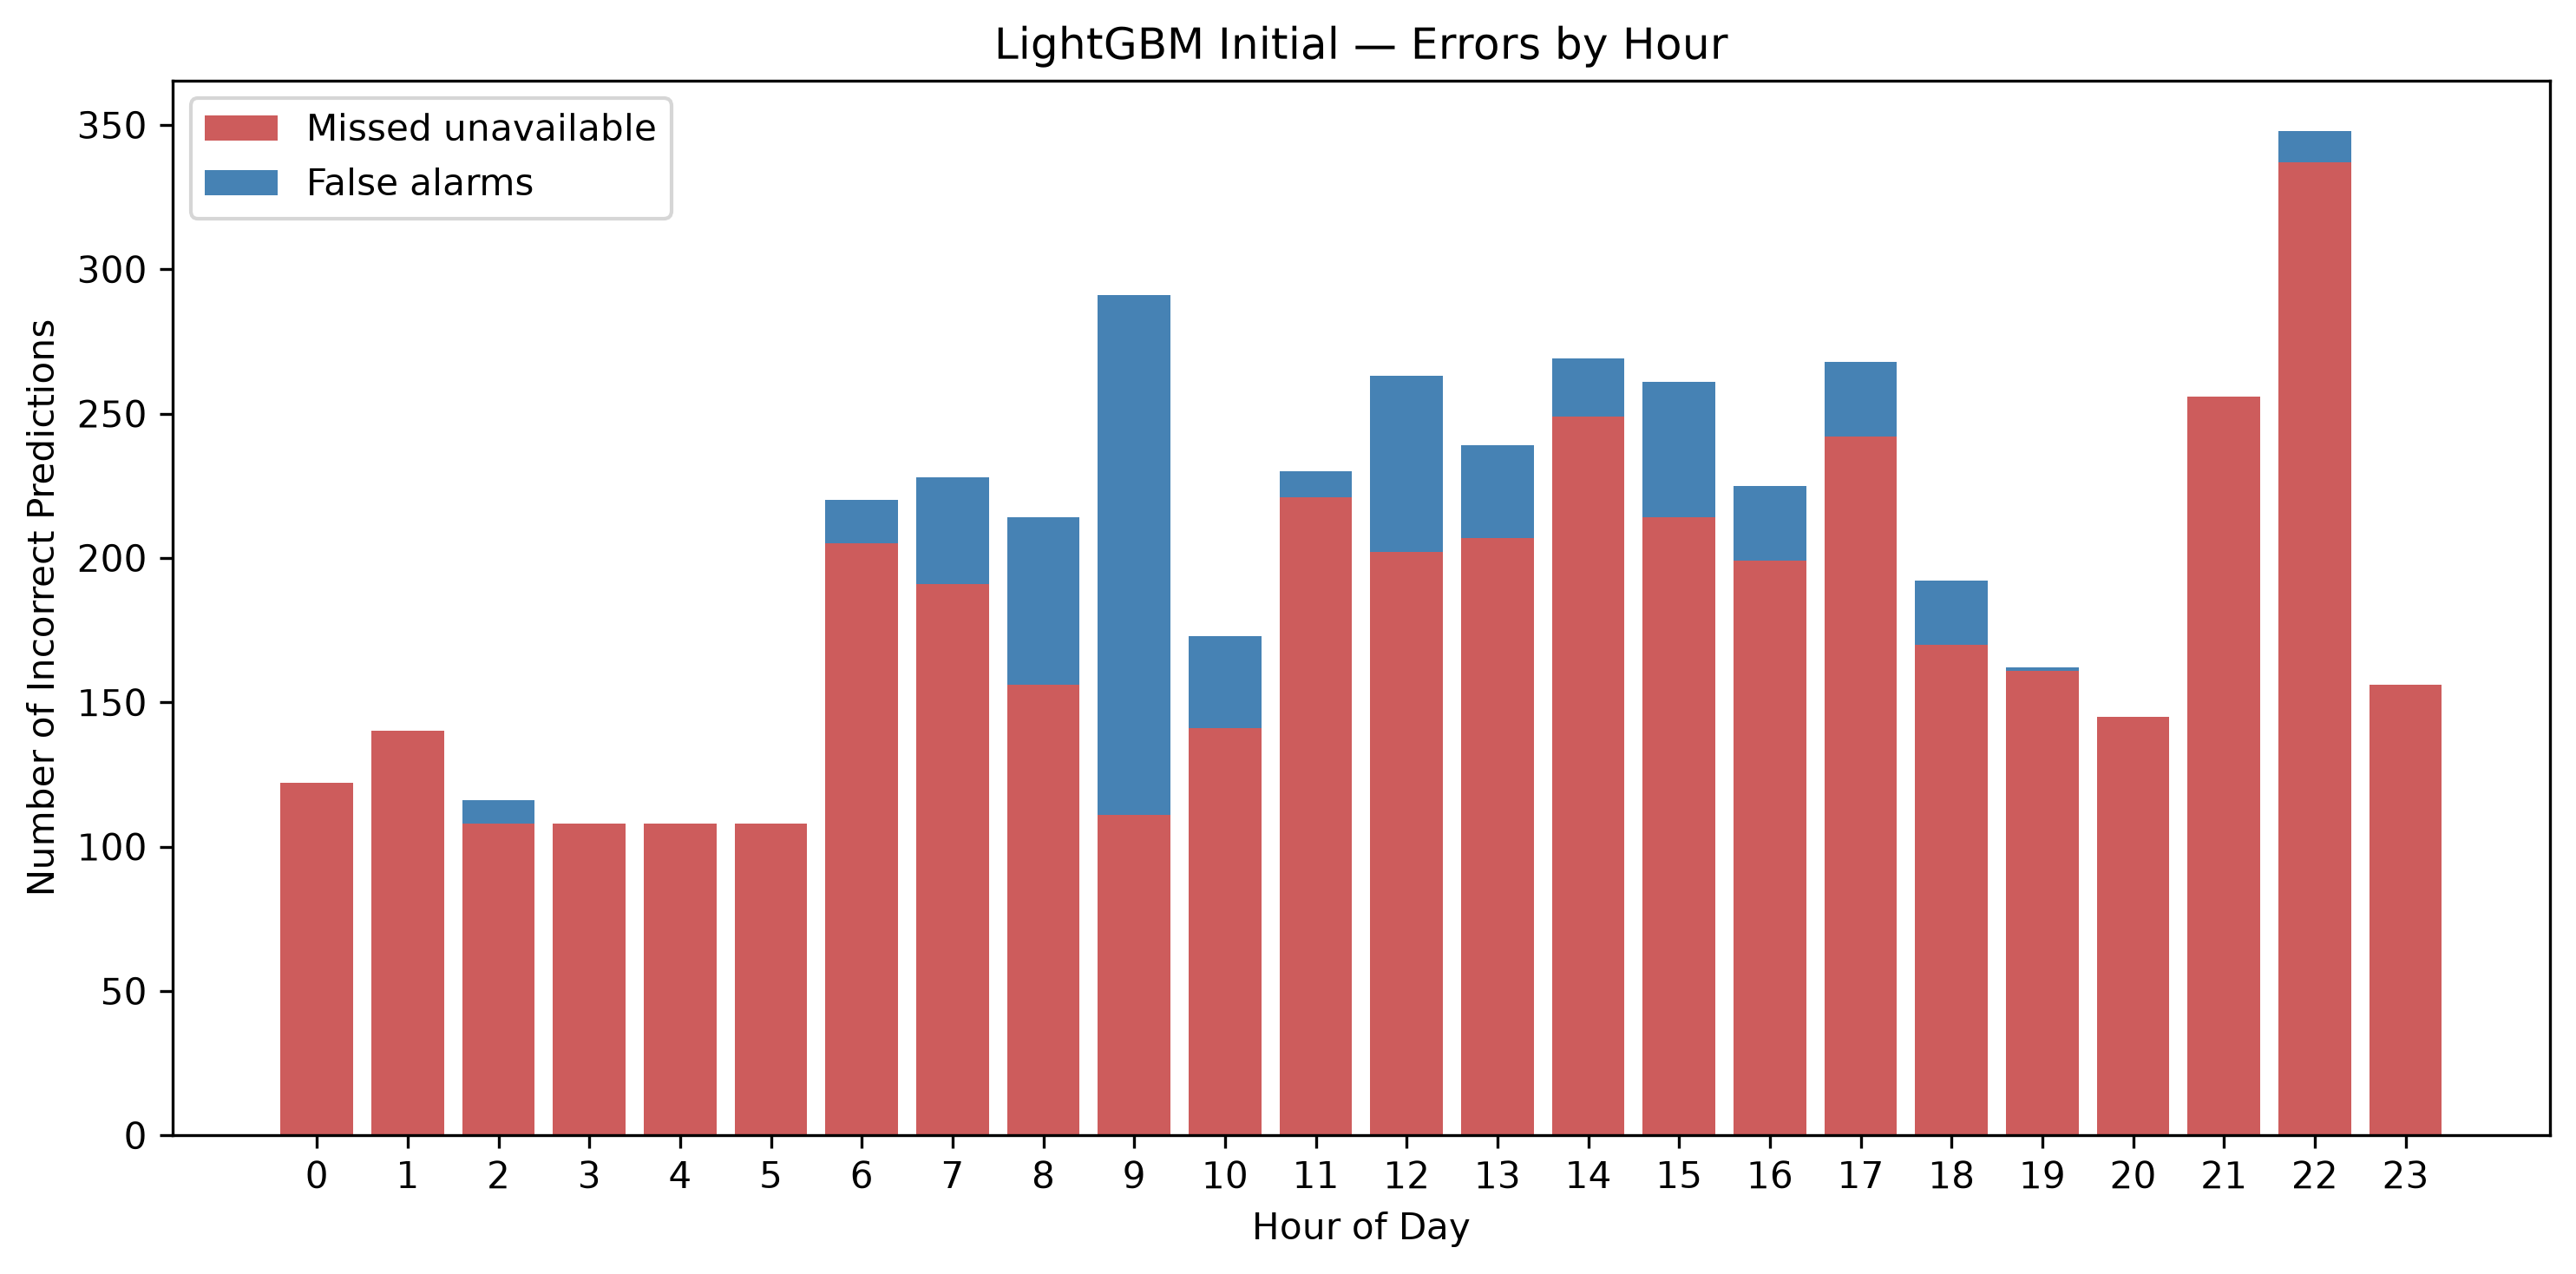 LightGBM Initial — Errors by Hour
Missed unavailable
False alarms
Number of Incorrect Predictions
350
300
250
200
150
100
50
0
0 1 2 3 4 5 6 7 8 9 10 11 12 13 14 15 16 17 18 19 20 21 22 23
Hour of Day